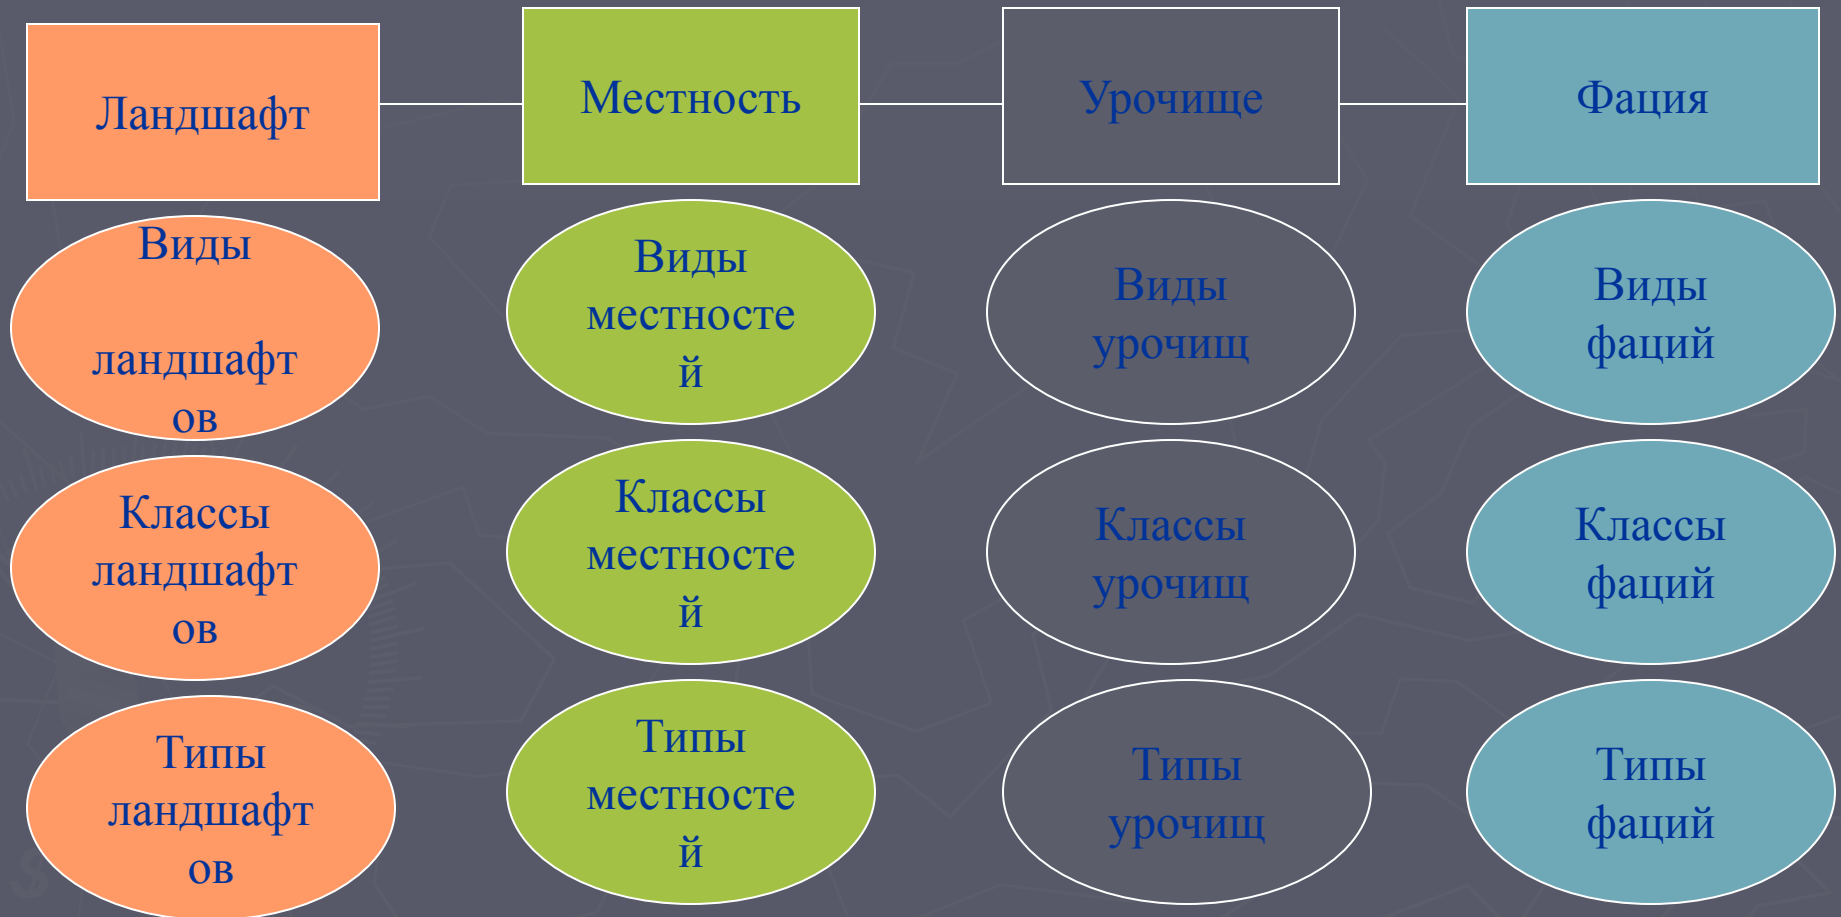 Ландшафт
Местность
Урочище
Фация
Виды
ландшафт
ов
Виды
местносте
й
Виды
урочищ
Виды
фаций
Классы
ландшафт
ов
Классы
местносте
й
Классы
урочищ
Классы
фаций
Типы
ландшафт
ов
Типы
местносте
й
Типы
урочищ
Типы
фаций